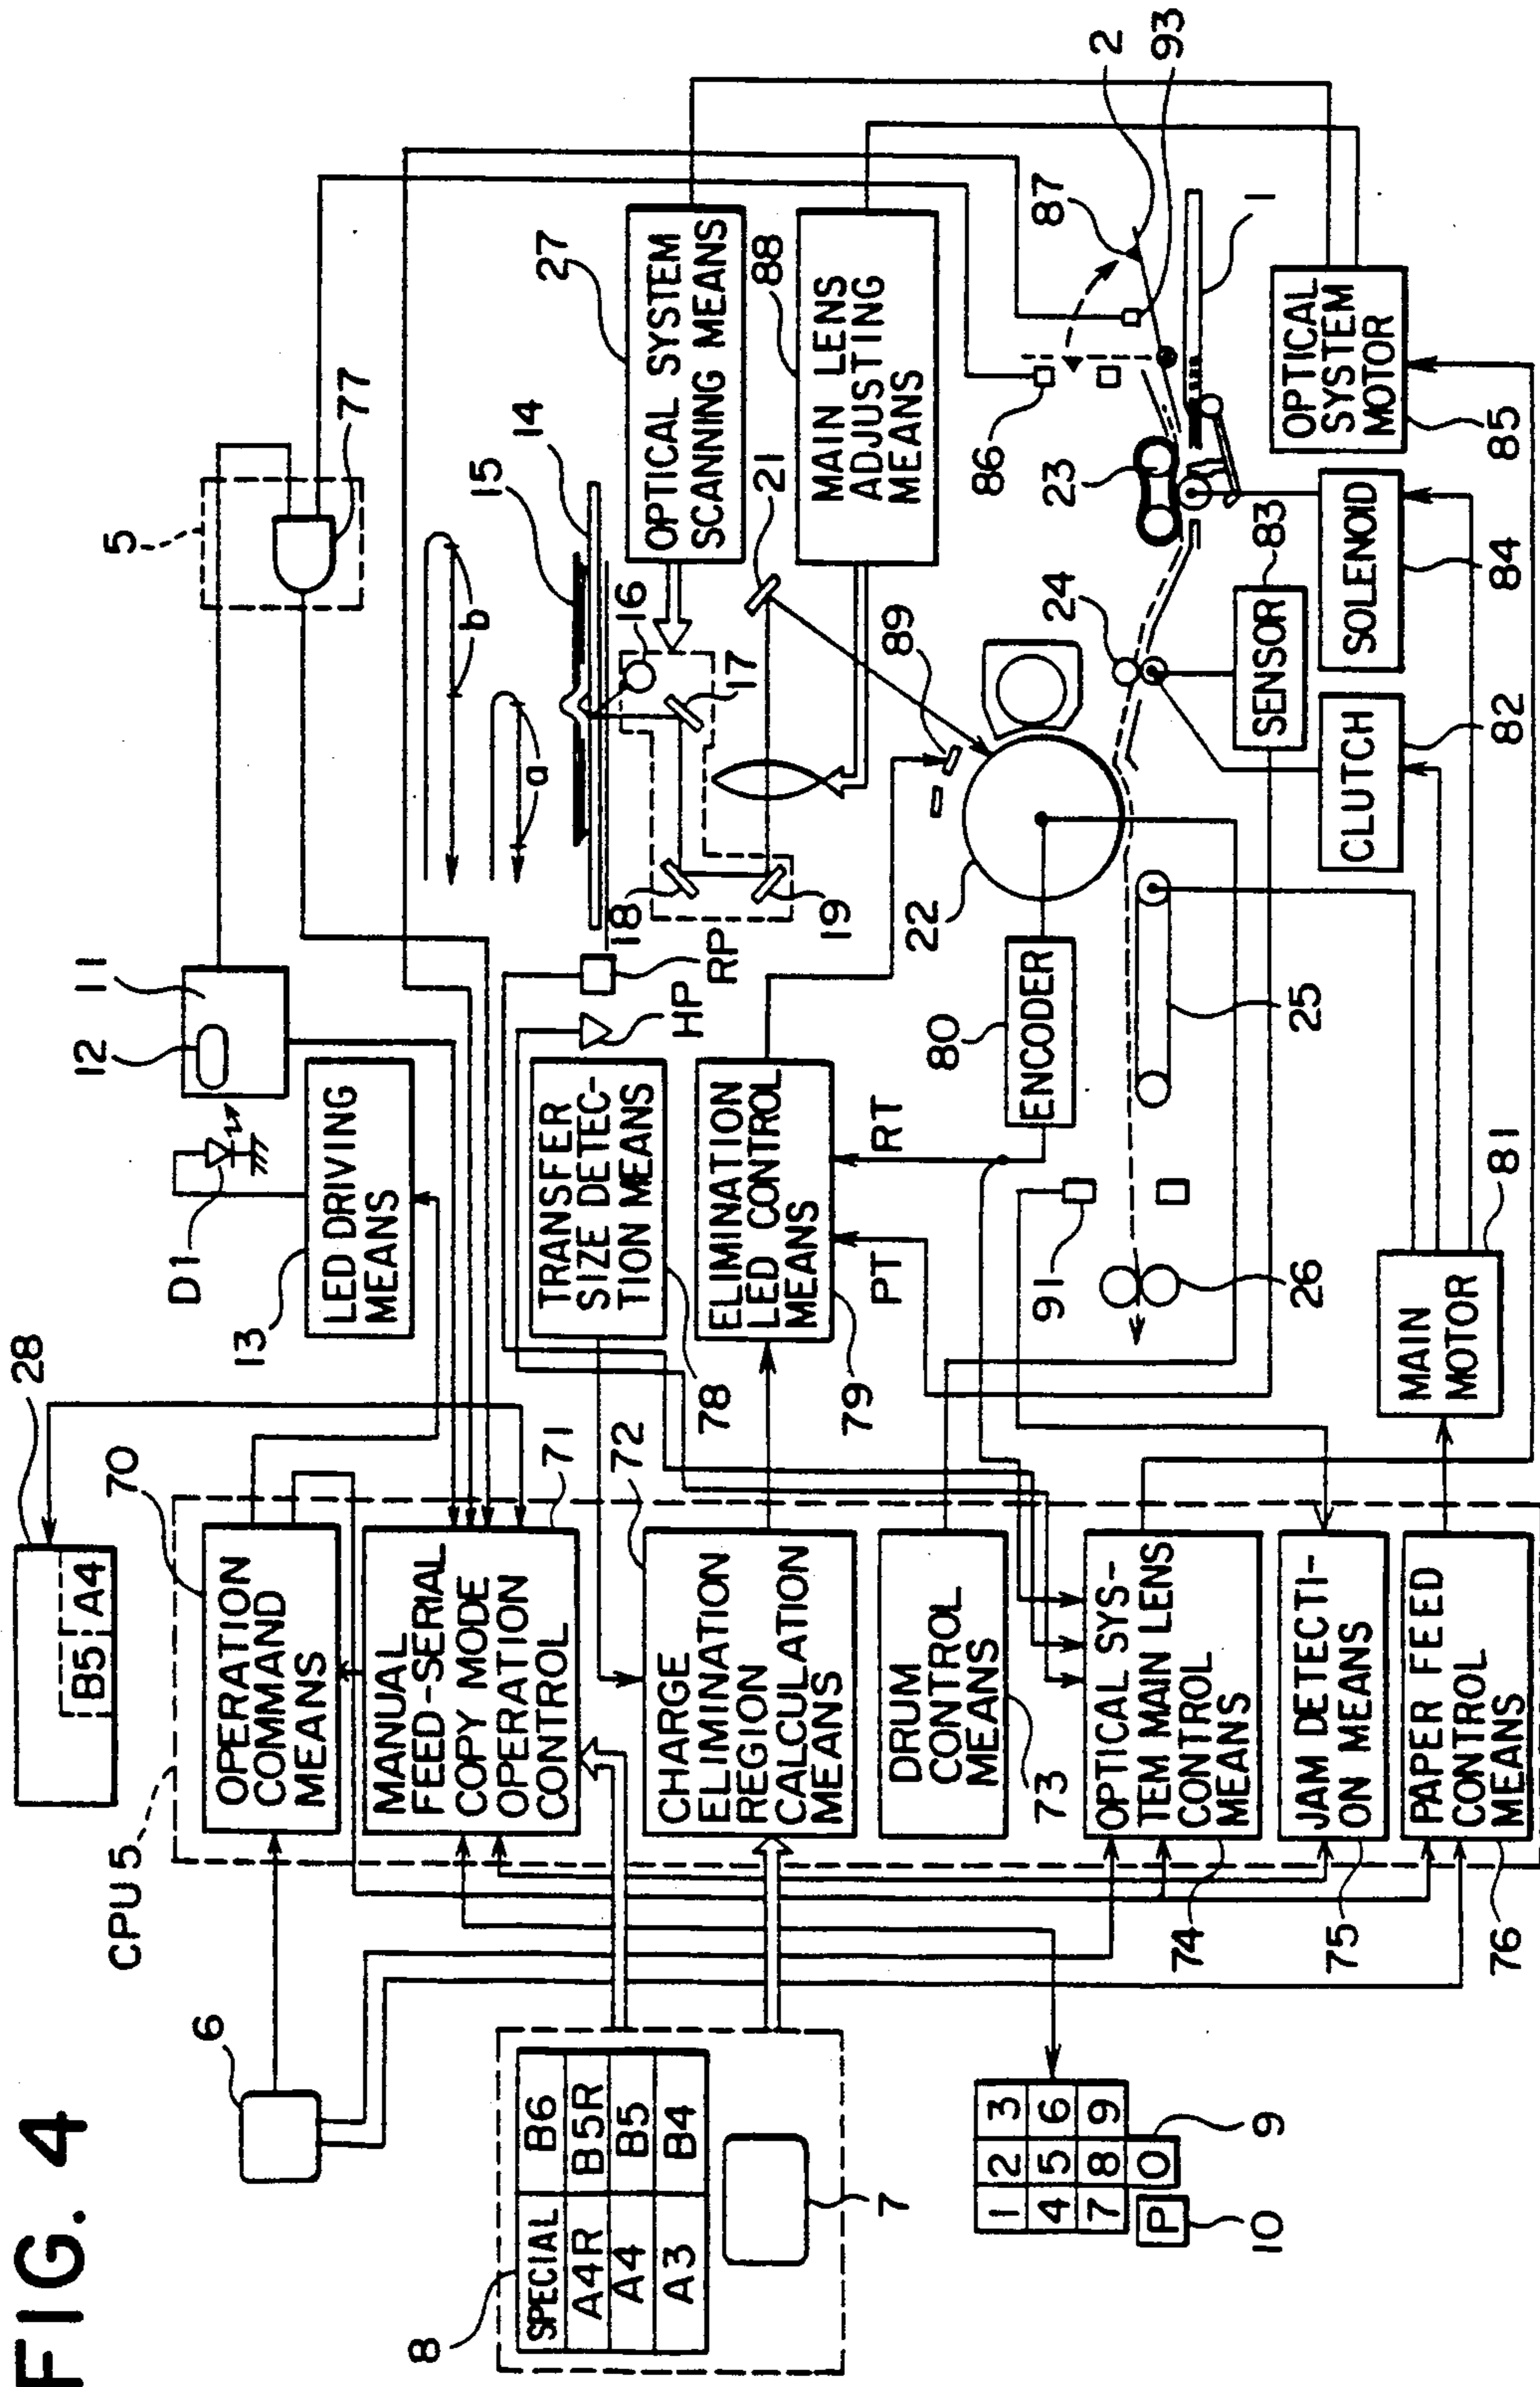 FIG. 4
CPU 5
6
8
SPECIAL B6
A4R B5R
A4 B5
A3 B4
7
1 2 3
4 5 6
7 8 9
P 0
10
9
28
B5 A4
70
OPERATION
COMMAND
MEANS
MANUAL
FEED-SERIAL
COPY MODE
OPERATION
CONTROL
71
72
CHARGE
ELIMINATION
REGION
CALCULATION
MEANS
DRUM
CONTROL
MEANS
73
OPTICAL SYS-
TEM MAIN LENS
CONTROL
MEANS
74
JAM DETECTI-
ON MEANS
75
PAPER FEED
CONTROL
MEANS
76
D1
13
LED DRIVING
MEANS
12
11
TRANSFER
SIZE DETEC-
TION MEANS
78
ELIMINATION
LED CONTROL
MEANS
79
HP
RP
RT
PT
80
ENCODER
91
26
25
MAIN
MOTOR
81
5
77
a
b
15
14
16
17
18
19
21
22
89
27
OPTICAL SYSTEM
SCANNING MEANS
88
MAIN LENS
ADJUSTING
MEANS
24
23
86
87
2
93
1
CLUTCH
82
SENSOR
83
SOLENOID
84
OPTICAL
SYSTEM
MOTOR
85